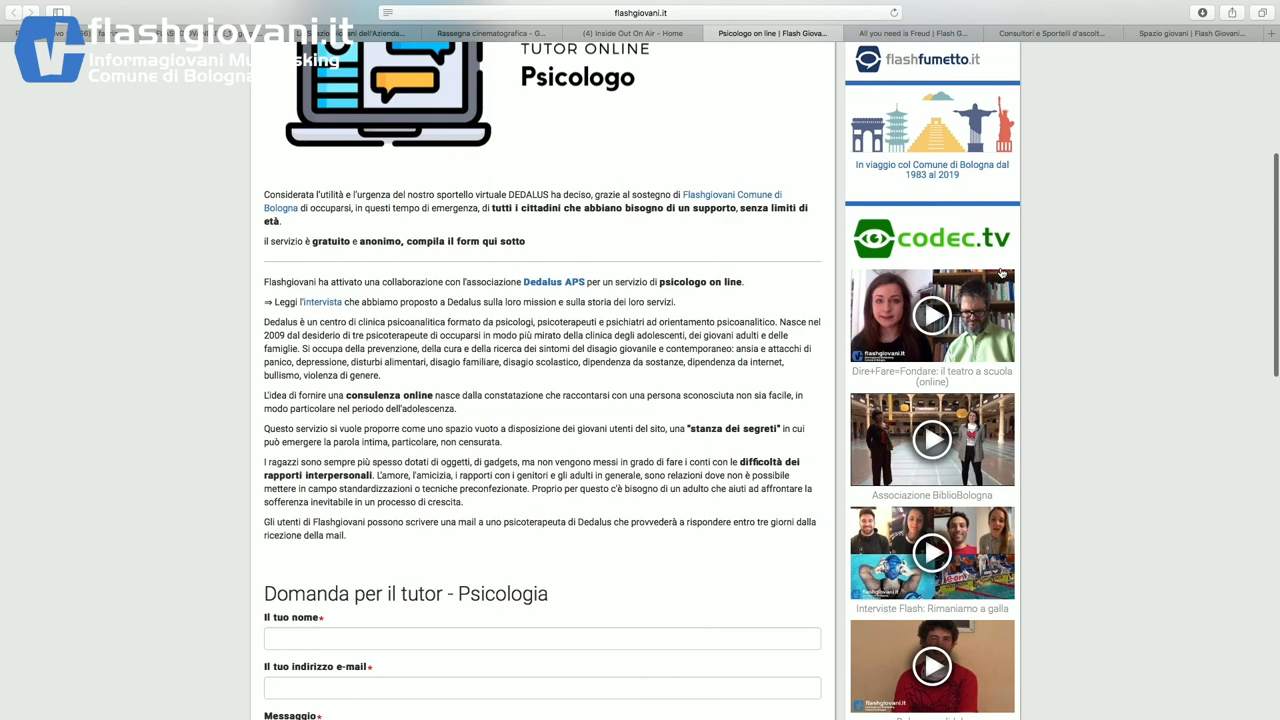 flashgiovani.it
FLASHGIOVANI.IT
Rassegna cinematografica - G...
(4) Inside Out On Air - Home
Psicologo on line | Flash Giova...
All you need is Freud | Flash G...
Consultori e Sportelli d'ascolt...
Spazio giovani | Flash Giovani...
flashgiovani.it
Informagiovani
Comune di Bologna
TUTOR ONLINE
Psicologo
Considerata l'utilità e l'urgenza del nostro sportello virtuale DEDALUS ha deciso, grazie al sostegno di Flashgiovani Comune di
Bologna di occuparsi, in questo tempo di emergenza, di tutti i cittadini che abbiano bisogno di un supporto, senza limiti di
età.
il servizio è gratuito e anonimo, compila il form qui sotto
Flashgiovani ha attivato una collaborazione con l'associazione Dedalus APS per un servizio di psicologo on line.
⇒ Leggi l'intervista che abbiamo proposto a Dedalus sulla loro mission e sulla storia dei loro servizi.
Dedalus è un centro di clinica psicoanalitica formato da psicologi, psicoterapeuti e psichiatri ad orientamento psicoanalitico. Nasce nel
2009 dal desiderio di tre psicoterapeute di occuparsi in modo più mirato della clinica degli adolescenti, dei giovani adulti e delle
famiglie. Si occupa della prevenzione, della cura e della ricerca dei sintomi del disagio giovanile e contemporaneo: ansia e attacchi di
panico, depressione, disturbi alimentari, disagio familiare, disagio scolastico, dipendenza da sostanze, dipendenza da internet,
bullismo, violenza di genere.
L'idea di fornire una consulenza online nasce dalla constatazione che raccontarsi con una persona sconosciuta non sia facile, in
modo particolare nel periodo dell'adolescenza.
Questo servizio si vuole proporre come uno spazio vuoto a disposizione dei giovani utenti del sito, una "stanza dei segreti" in cui
può emergere la parola intima, particolare, non censurata.
I ragazzi sono sempre più spesso dotati di oggetti, di gadgets, ma non vengono messi in grado di fare i conti con le difficoltà dei
rapporti interpersonali. L'amore, l'amicizia, i rapporti con i genitori e gli adulti in generale, sono relazioni dove non è possibile
mettere in campo standardizzazioni o tecniche preconfezionate. Proprio per questo c'è bisogno di un adulto che aiuti ad affrontare la
sofferenza inevitabile in un processo di crescita.
Gli utenti di Flashgiovani possono scrivere una mail a uno psicoterapeuta di Dedalus che provvederà a rispondere entro tre giorni dalla
ricezione della mail.
Domanda per il tutor - Psicologia
Il tuo nome*
Il tuo indirizzo e-mail*
Messaggio*
flashfumetto.it
In viaggio col Comune di Bologna dal
1983 al 2019
codec.tv
flashgiovani.it
Dire+Fare=Fondare: il teatro a scuola
(online)
Associazione BiblioBologna
flashgiovani.it
Interviste Flash: Rimaniamo a galla
flashgiovani.it